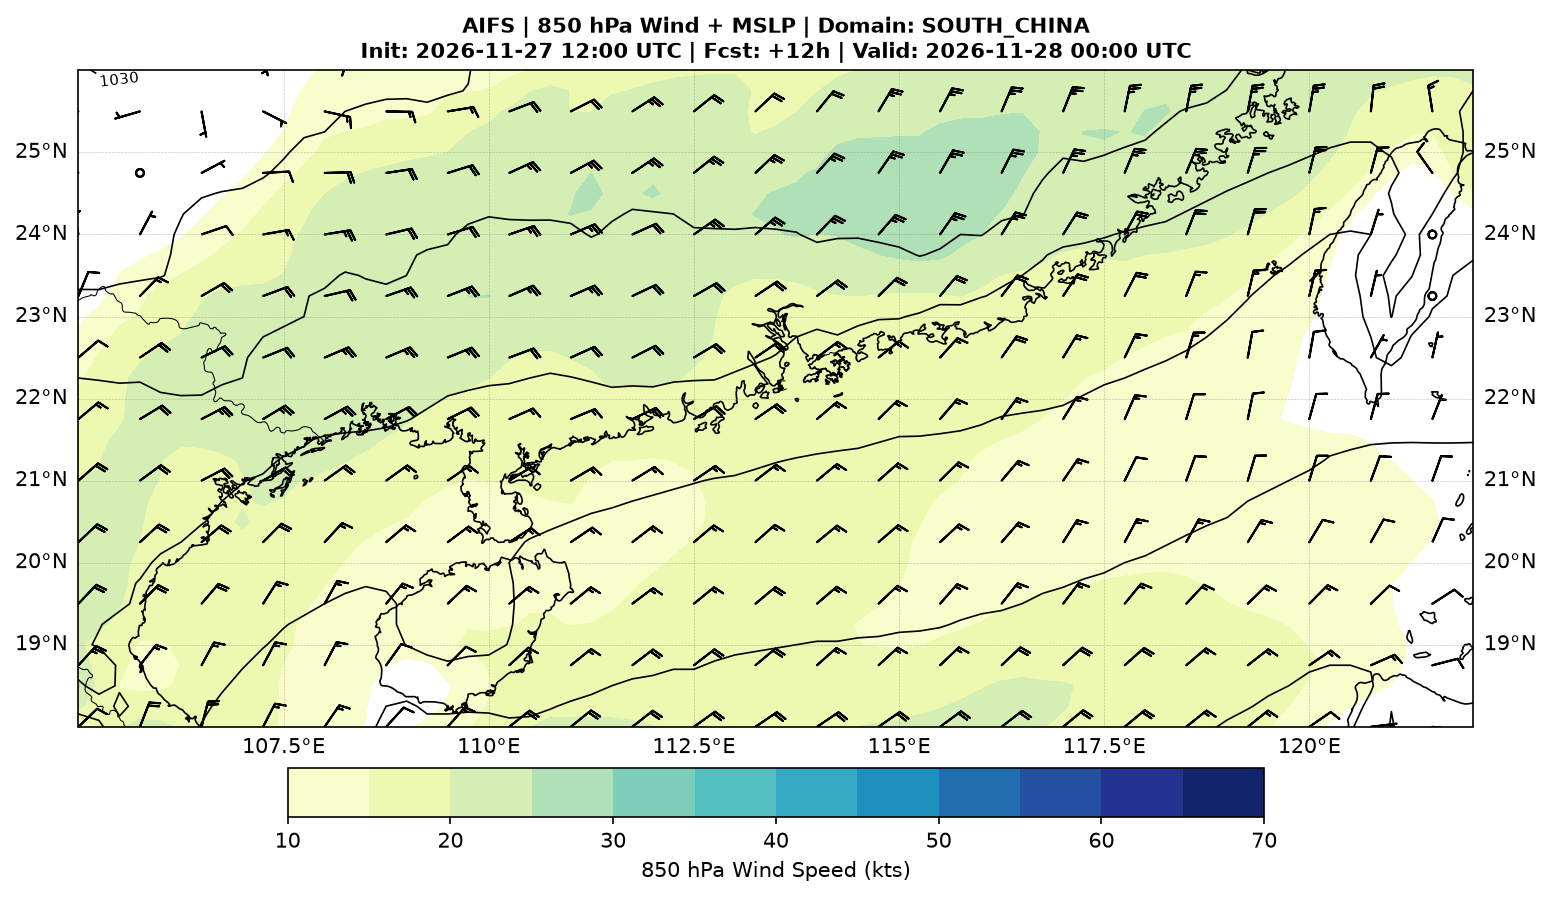 AIFS | 850 hPa Wind + MSLP | Domain: SOUTH_CHINA
Init: 2026-11-27 12:00 UTC | Fcst: +12h | Valid: 2026-11-28 00:00 UTC
1030
25°N 25°N
24°N 24°N
23°N 23°N
22°N 22°N
21°N 21°N
20°N 20°N
19°N 19°N
107.5°E 110°E 112.5°E 115°E 117.5°E 120°E
10 20 30 40 50 60 70
850 hPa Wind Speed (kts)